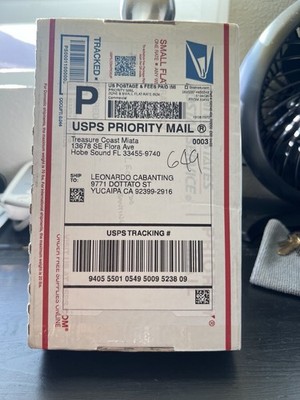 TRACKED
SMALL FLAT
US POSTAGE & FEES PAID
P
USPS PRIORITY MAIL ®
Treasure Coast Miata
13678 SE Flora Ave
Hobe Sound FL 33455-9740
0003
649
SHIP
TO:
LEONARDO CABANTING
9771 DOTTATO ST
YUCAIPA CA 92399-2916
USPS TRACKING #
9405 5501 0549 5009 5238 09